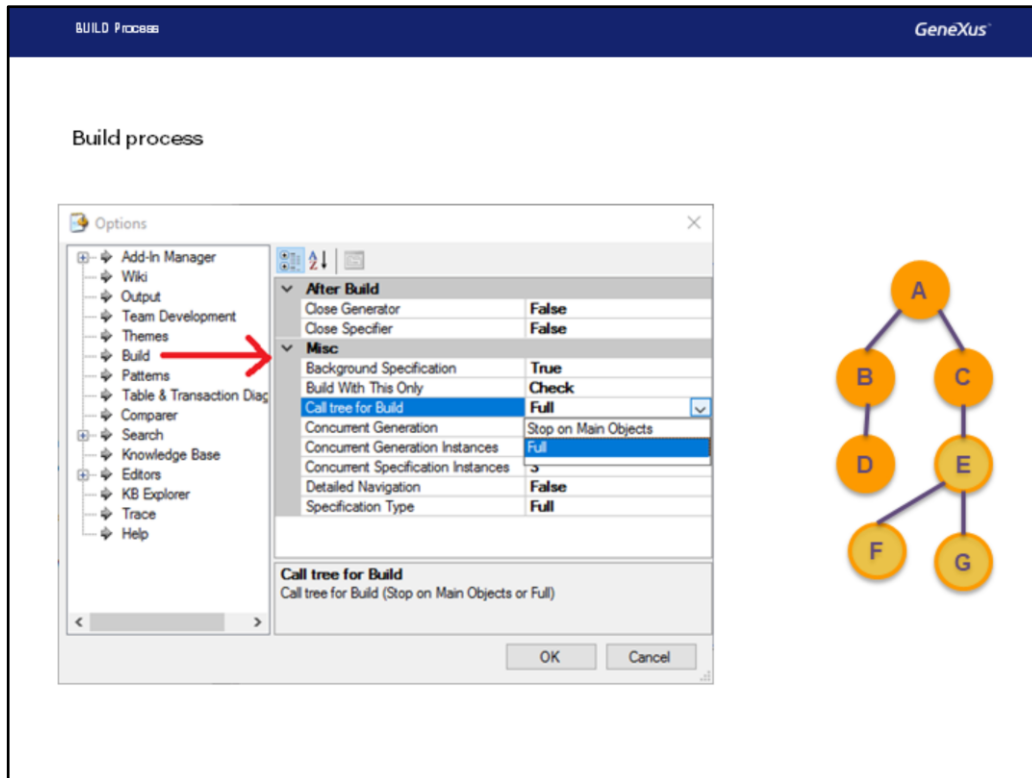 BUILD Process
GeneXus
Build process
Options
Add-In Manager
Wiki
Output
Team Development
Themes
Build
Patterns
Table & Transaction Diag
Comparer
Search
Knowledge Base
Editors
KB Explorer
Trace
Help
After Build
Close Generator False
Close Specifier False
Misc
Background Specification True
Build With This Only Check
Call tree for Build Full
Concurrent Generation Stop on Main Objects
Concurrent Generation Instances Full
Concurrent Specification Instances
Detailed Navigation False
Specification Type Full
Call tree for Build
Call tree for Build (Stop on Main Objects or Full)
OK Cancel
A
B C
D E
F G